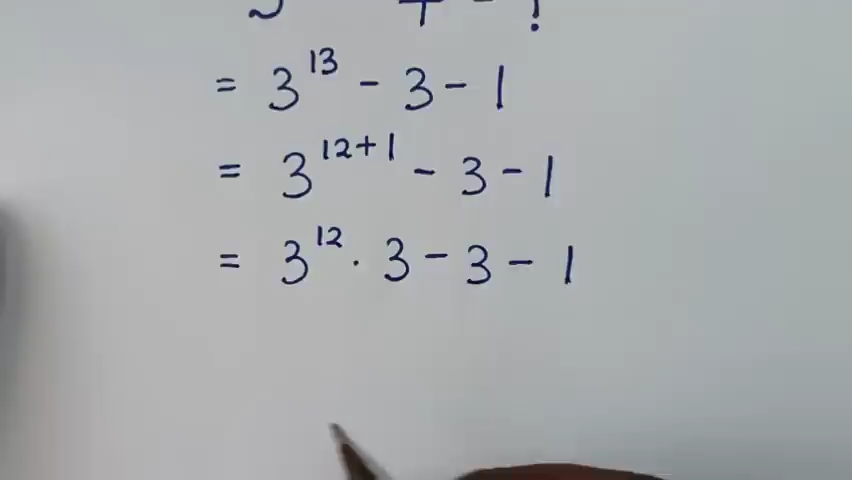 = 3^13 - 3 - 1
= 3^12+1 - 3 - 1
= 3^12 · 3 - 3 - 1